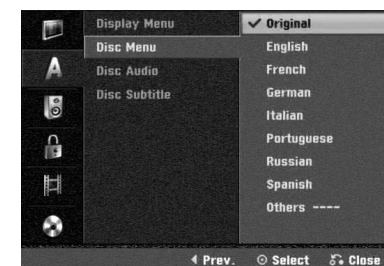 Display Menu
Disc Menu
Disc Audio
Disc Subtitle
✓ Original
English
French
German
Italian
Portuguese
Russian
Spanish
Others ----
A
Prev. Select Close